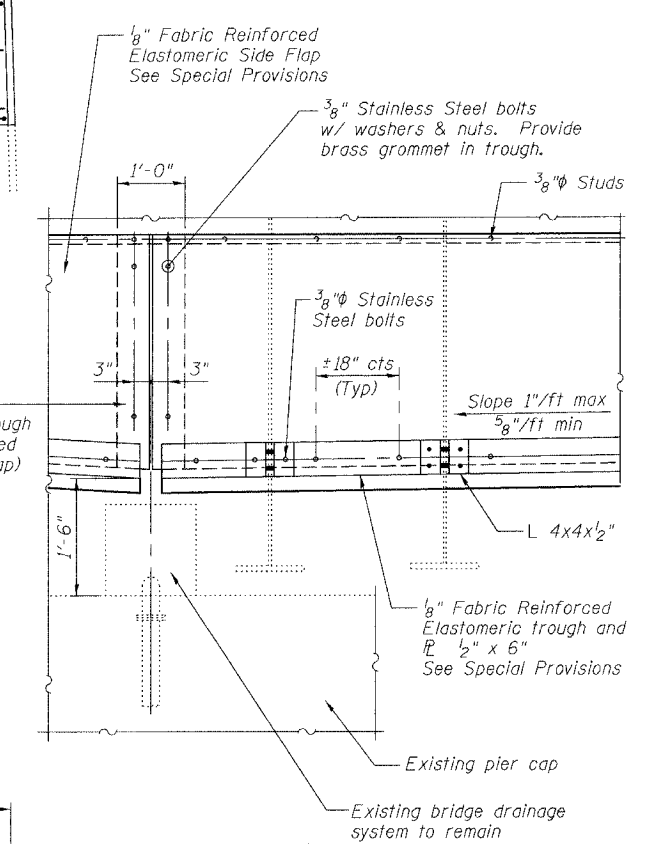 1/8" Fabric Reinforced
Elastomeric Side Flap
See Special Provisions
3/8" Stainless Steel bolts
w/ washers & nuts. Provide
brass grommet in trough.
1'-0"
3/8"φ Studs
3/8"φ Stainless
Steel bolts
3"
3"
±18" cts
(Typ)
Slope 1"/ft max
5/8"/ft min
ough
ed
ap)
1'-6"
L 4x4x1/2"
1/8" Fabric Reinforced
Elastomeric trough and
℄ 1/2" x 6"
See Special Provisions
Existing pier cap
Existing bridge drainage
system to remain